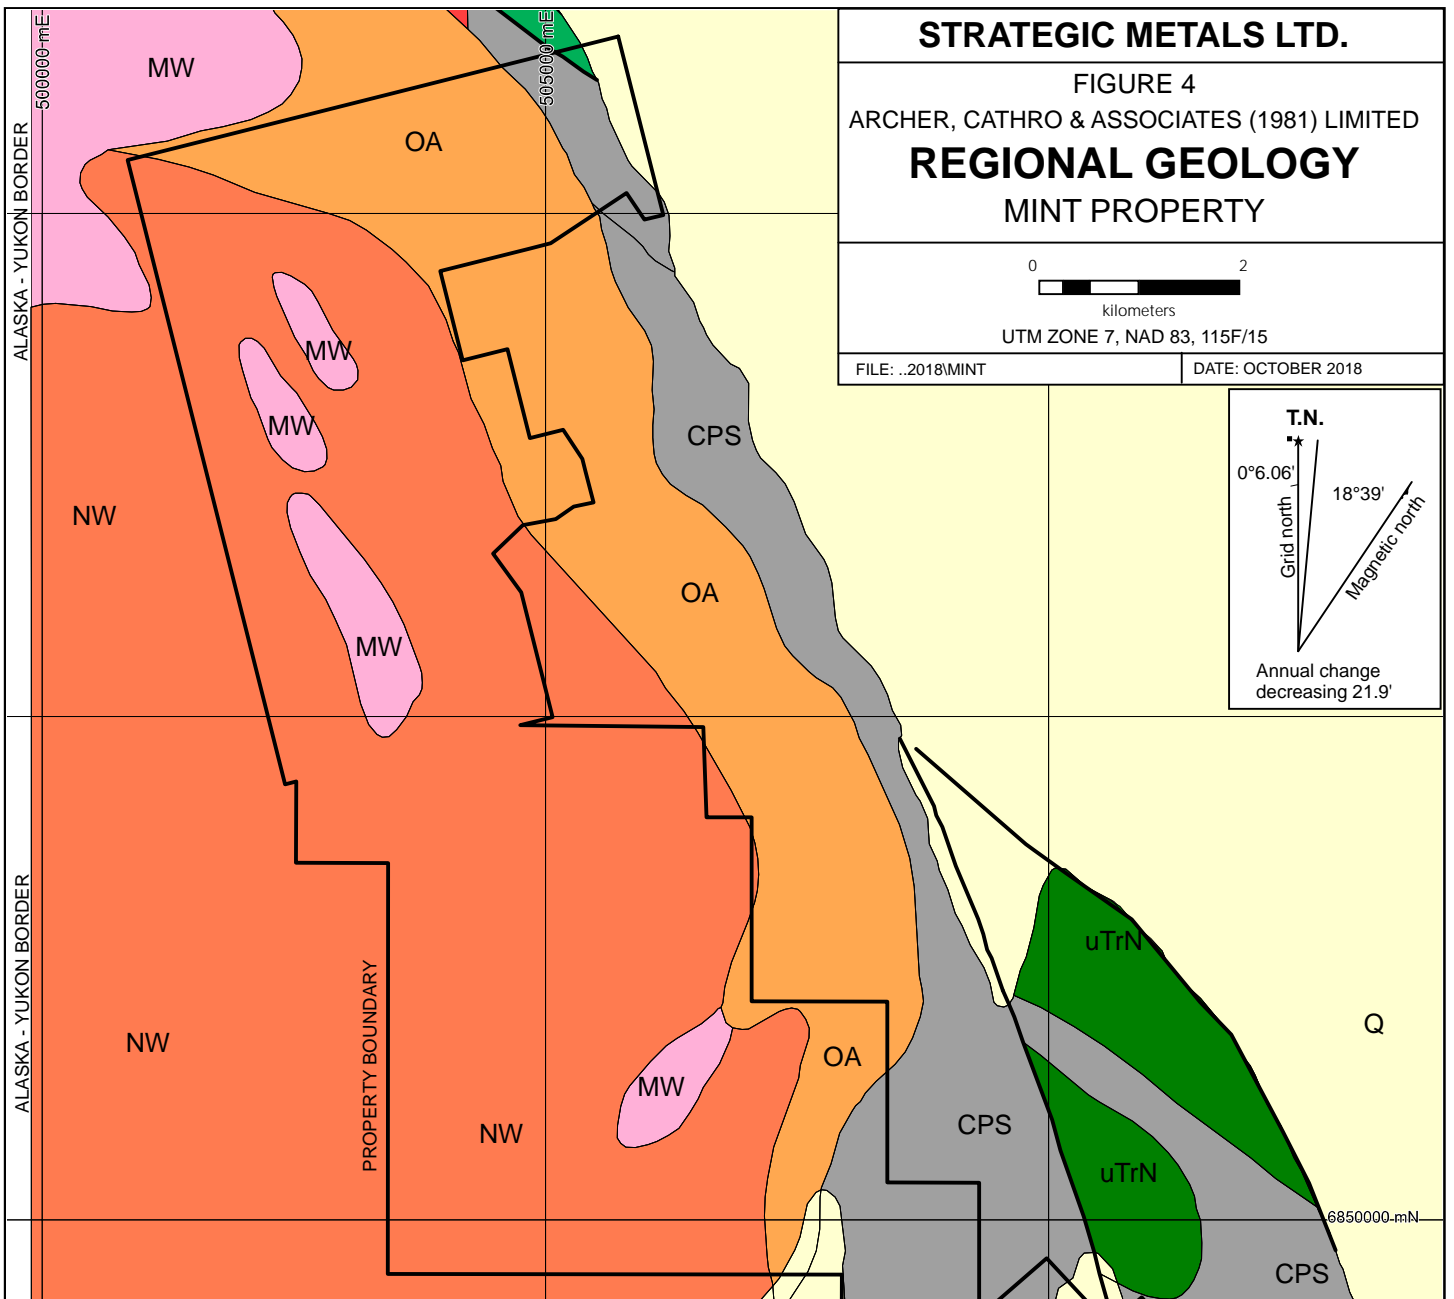 STRATEGIC METALS LTD.
FIGURE 4
ARCHER, CATHRO & ASSOCIATES (1981) LIMITED
REGIONAL GEOLOGY
MINT PROPERTY
0 2
kilometers
UTM ZONE 7, NAD 83, 115F/15
FILE: ..2018\MINT
DATE: OCTOBER 2018
T.N.
0°6.06'
18°39'
Grid north
Magnetic north
Annual change
decreasing 21.9'
500000 mE
505000 mE
ALASKA - YUKON BORDER
MW
OA
MW
MW
CPS
NW
OA
MW
ALASKA - YUKON BORDER
uTrN
PROPERTY BOUNDARY
Q
NW
OA
MW
NW
CPS
uTrN
6850000 mN
CPS